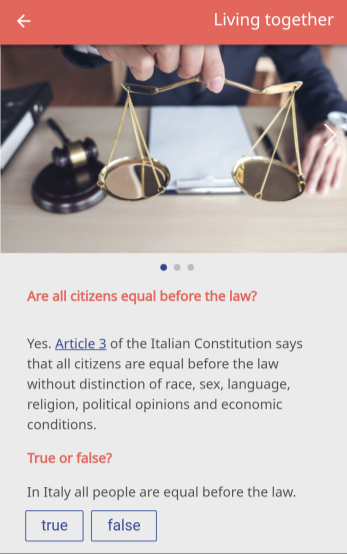 Living together
Are all citizens equal before the law?
Yes. Article 3 of the Italian Constitution says
that all citizens are equal before the law
without distinction of race, sex, language,
religion, political opinions and economic
conditions.
True or false?
In Italy all people are equal before the law.
true false